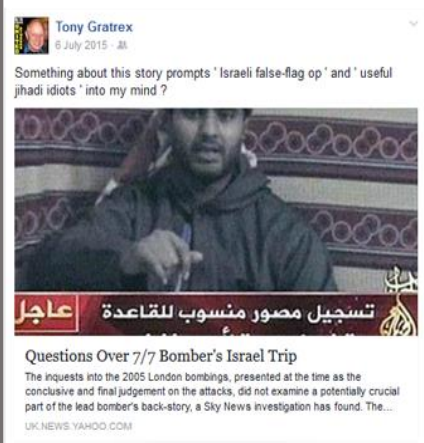 Tony Gratrex
6 July 2015
Something about this story prompts ' Israeli false-flag op ' and ' useful
jihadi idiots ' into my mind ?
عاجل
تسجيل مصور منسوب للقاعدة
Questions Over 7/7 Bomber's Israel Trip
The inquests into the 2005 London bombings, presented at the time as the
conclusive and final judgement on the attacks, did not examine a potentially crucial
part of the lead bomber's back-story, a Sky News investigation has found. The...
UK.NEWS.YAHOO.COM